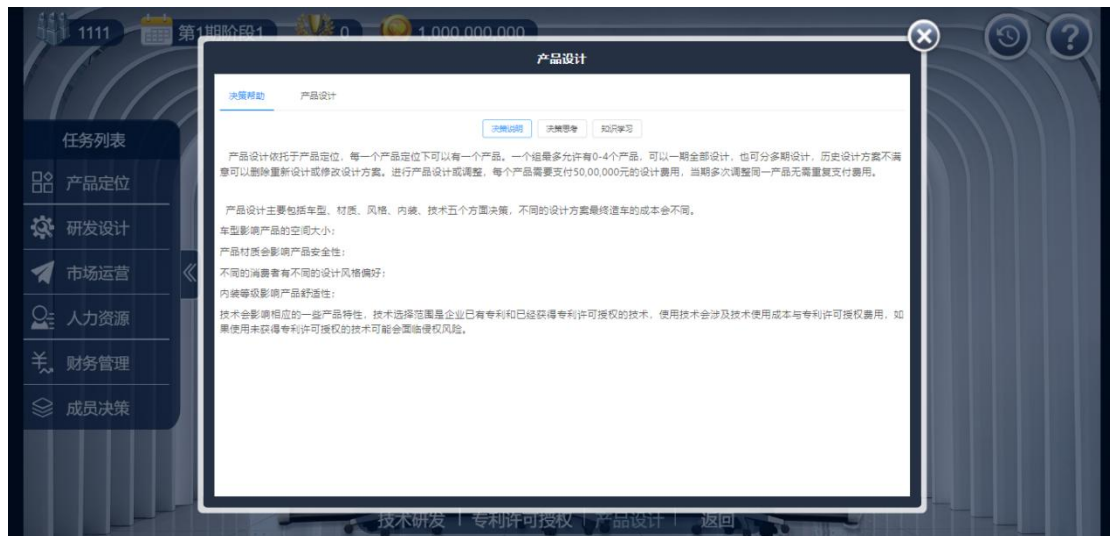 1111
第1期阶段1
0
1,000,000,000
产品设计
决策帮助
产品设计
决策说明
决策思考
知识学习
产品设计依托于产品定位，每一个产品定位下可以有一个产品。一个组最多允许有0-4个产品，可以一期全部设计，也可分多期设计，历史设计方案不满
意可以删除重新设计或修改设计方案。进行产品设计或调整，每个产品需要支付50,00,000元的设计费用，当期多次调整同一产品无需重复支付费用。
产品设计主要包括车型、材质、风格、内装、技术五个方面决策，不同的设计方案最终造车的成本会不同。
车型影响产品的空间大小；
产品材质会影响产品安全性；
不同的消费者有不同的设计风格偏好；
内装等级影响产品舒适性；
技术会影响相应的一些产品特性，技术选择范围是企业已有专利和已经获得专利许可授权的技术，使用技术会涉及技术使用成本与专利许可授权费用，如
果使用未获得专利许可授权的技术可能会面临侵权风险。
任务列表
产品定位
研发设计
市场运营
人力资源
财务管理
成员决策
技术研发 | 专利许可授权 | 产品设计 | 返回